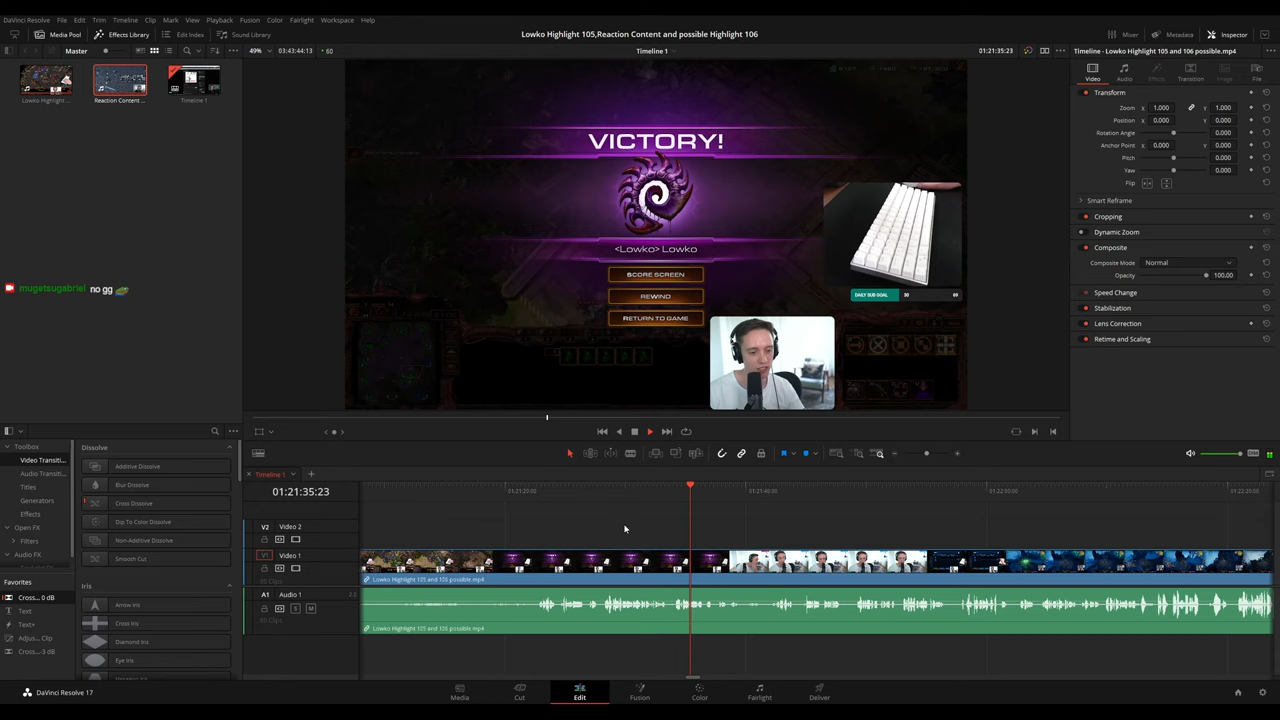 DaVinci Resolve File Edit Trim Timeline Clip Mark View Playback Fusion Color Fairlight Workspace Help
Media Pool Effects Library Edit Index Sound Library
Lowko Highlight 105,Reaction Content and possible Highlight 106
Mixer Metadata Inspector
Master
49% 03:43:44:13 60
Timeline 1
01:21:35:23
Timeline - Lowko Highlight 105 and 106 possible.mp4
Lowko Highlight ...
Reaction Content ...
Timeline 1
Video Audio Effects Transition Image File
Transform
Zoom X 1.000 Y 1.000
Position X 0.000 Y 0.000
Rotation Angle 0.000
Anchor Point X 0.000 Y 0.000
Pitch 0.000
Yaw 0.000
Flip
Smart Reframe
Cropping
Dynamic Zoom
Composite
Composite Mode Normal
Opacity 100.00
Speed Change
Stabilization
Lens Correction
Retime and Scaling
VICTORY!
<Lowko> Lowko
SCORE SCREEN
REWIND
RETURN TO GAME
DAILY SUB GOAL
mugetsugabriel no gg
Toolbox
Video Transiti...
Audio Transiti...
Titles
Generators
Effects
Open FX
Filters
Audio FX
Favorites
Cross... 0 dB
Text
Text+
Adjus... Clip
Cross...-3 dB
Dissolve
Additive Dissolve
Blur Dissolve
Cross Dissolve
Dip To Color Dissolve
Non-Additive Dissolve
Smooth Cut
Iris
Arrow Iris
Cross Iris
Diamond Iris
Eye Iris
Timeline 1
01:21:35:23
01:21:20:00 01:21:40:00 01:22:00:00 01:22:20:00
V2 Video 2
V1 Video 1
Lowko Highlight 105 and 106 possible.mp4
A1 Audio 1 2.0
S M
Lowko Highlight 105 and 106 possible.mp4
DIM
DaVinci Resolve 17
Media Cut Edit Fusion Color Fairlight Deliver